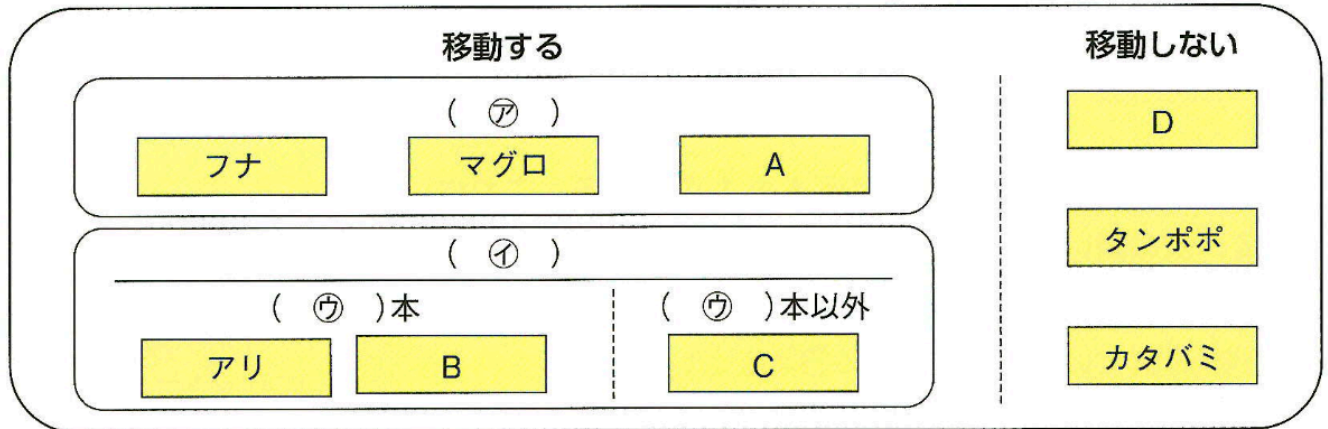 移動する
移動しない
( ㋐ )
フナ
マグロ
A
( ㋑ )
( ㋒ )本
アリ
B
( ㋒ )本以外
C
D
タンポポ
カタバミ